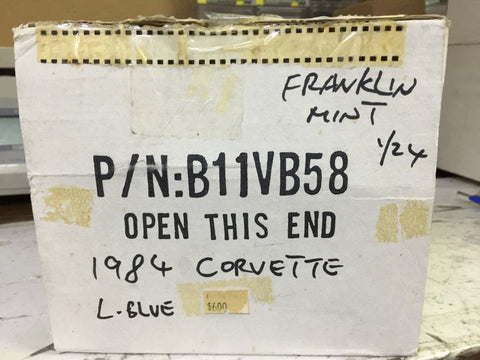 FRANKLIN
MINT
1/24
P/N:B11VB58
OPEN THIS END
1984 CORVETTE
L.BLUE
$600